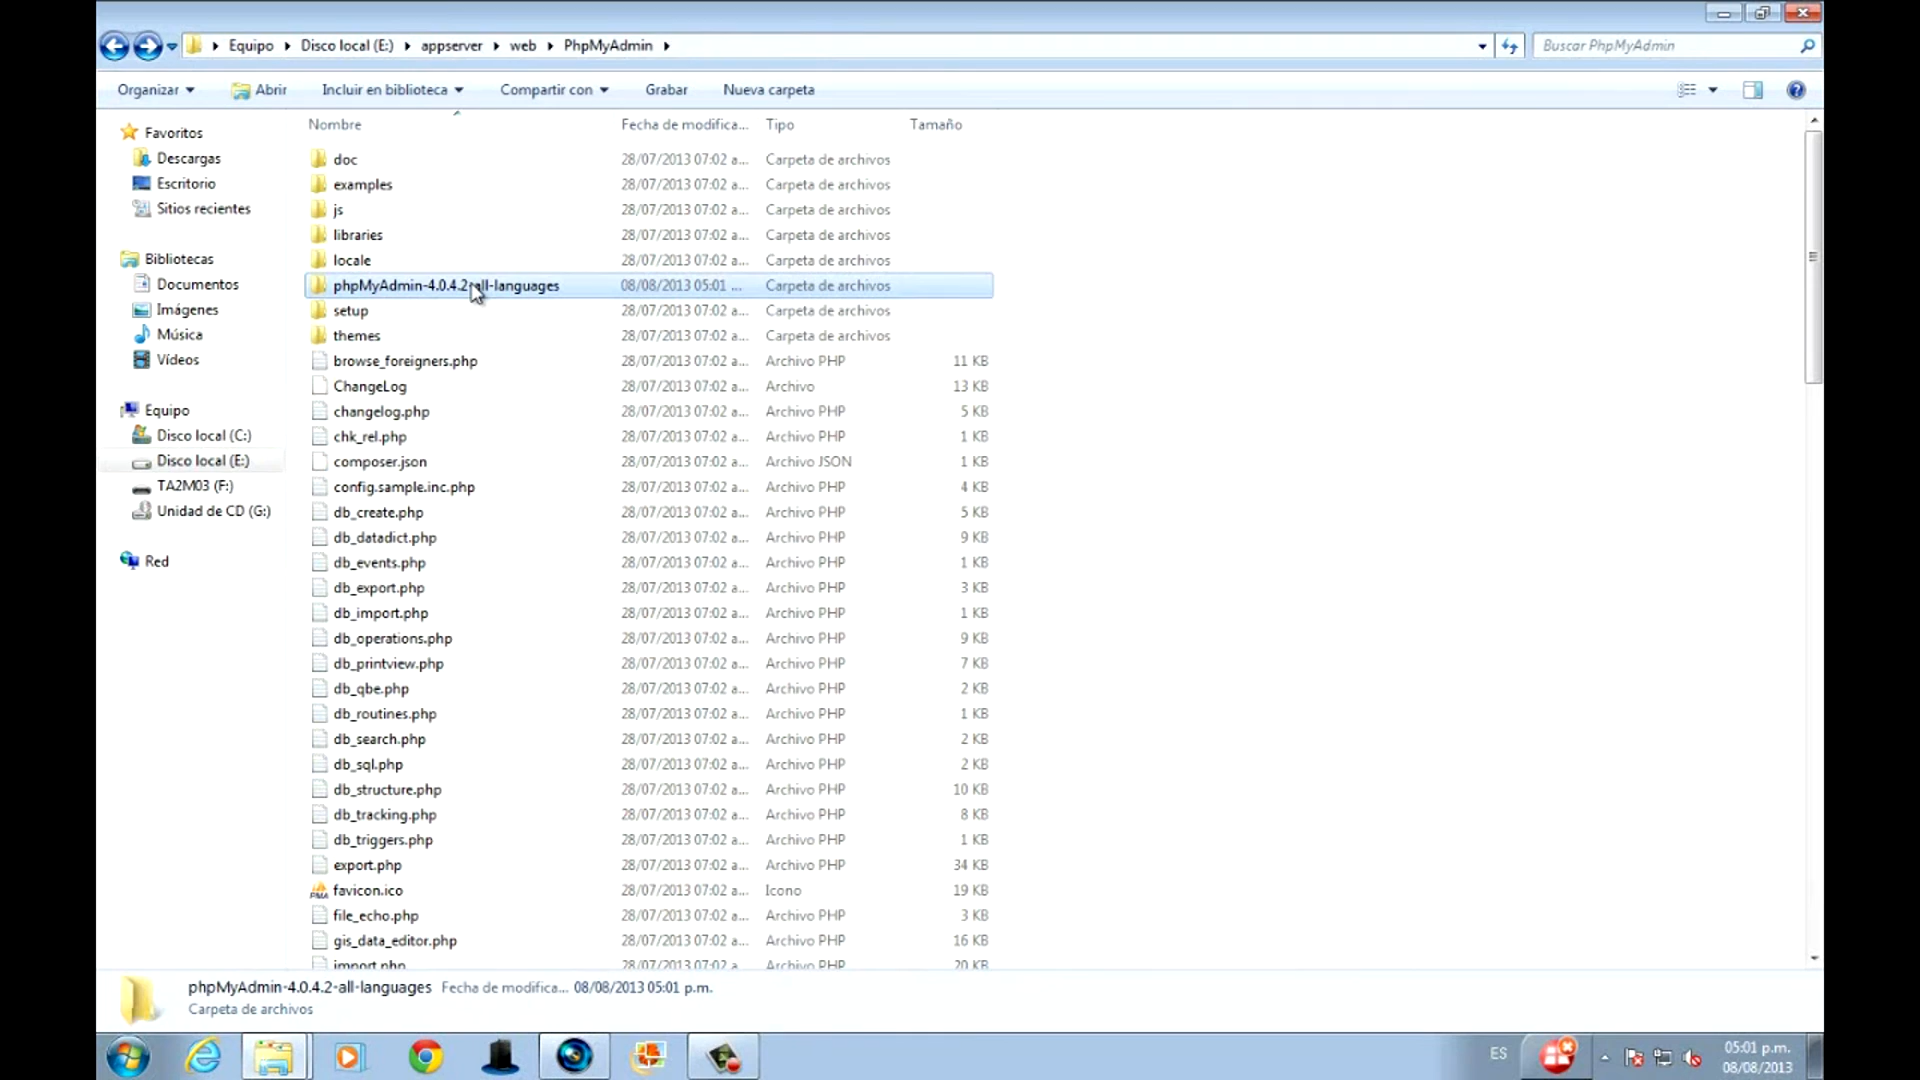 Equipo Disco local (E:) appserver web PhpMyAdmin Buscar PhpMyAdmin
Organizar Abrir Incluir en biblioteca Compartir con Grabar Nueva carpeta
Favoritos
Descargas
Escritorio
Sitios recientes
Bibliotecas
Documentos
Imágenes
Música
Vídeos
Equipo
Disco local (C:)
Disco local (E:)
TA2M03 (F:)
Unidad de CD (G:)
Red
Nombre Fecha de modifica... Tipo Tamaño
doc 28/07/2013 07:02 a... Carpeta de archivos
examples 28/07/2013 07:02 a... Carpeta de archivos
js 28/07/2013 07:02 a... Carpeta de archivos
libraries 28/07/2013 07:02 a... Carpeta de archivos
locale 28/07/2013 07:02 a... Carpeta de archivos
phpMyAdmin-4.0.4.2-all-languages 08/08/2013 05:01 ... Carpeta de archivos
setup 28/07/2013 07:02 a... Carpeta de archivos
themes 28/07/2013 07:02 a... Carpeta de archivos
browse_foreigners.php 28/07/2013 07:02 a... Archivo PHP 11 KB
ChangeLog 28/07/2013 07:02 a... Archivo 13 KB
changelog.php 28/07/2013 07:02 a... Archivo PHP 5 KB
chk_rel.php 28/07/2013 07:02 a... Archivo PHP 1 KB
composer.json 28/07/2013 07:02 a... Archivo JSON 1 KB
config.sample.inc.php 28/07/2013 07:02 a... Archivo PHP 4 KB
db_create.php 28/07/2013 07:02 a... Archivo PHP 5 KB
db_datadict.php 28/07/2013 07:02 a... Archivo PHP 9 KB
db_events.php 28/07/2013 07:02 a... Archivo PHP 1 KB
db_export.php 28/07/2013 07:02 a... Archivo PHP 3 KB
db_import.php 28/07/2013 07:02 a... Archivo PHP 1 KB
db_operations.php 28/07/2013 07:02 a... Archivo PHP 9 KB
db_printview.php 28/07/2013 07:02 a... Archivo PHP 7 KB
db_qbe.php 28/07/2013 07:02 a... Archivo PHP 2 KB
db_routines.php 28/07/2013 07:02 a... Archivo PHP 1 KB
db_search.php 28/07/2013 07:02 a... Archivo PHP 2 KB
db_sql.php 28/07/2013 07:02 a... Archivo PHP 2 KB
db_structure.php 28/07/2013 07:02 a... Archivo PHP 10 KB
db_tracking.php 28/07/2013 07:02 a... Archivo PHP 8 KB
db_triggers.php 28/07/2013 07:02 a... Archivo PHP 1 KB
export.php 28/07/2013 07:02 a... Archivo PHP 34 KB
favicon.ico 28/07/2013 07:02 a... Icono 19 KB
file_echo.php 28/07/2013 07:02 a... Archivo PHP 3 KB
gis_data_editor.php 28/07/2013 07:02 a... Archivo PHP 16 KB
import.php 28/07/2013 07:02 a... Archivo PHP 20 KB
phpMyAdmin-4.0.4.2-all-languages Fecha de modifica... 08/08/2013 05:01 p.m.
Carpeta de archivos
ES 05:01 p.m.
08/08/2013